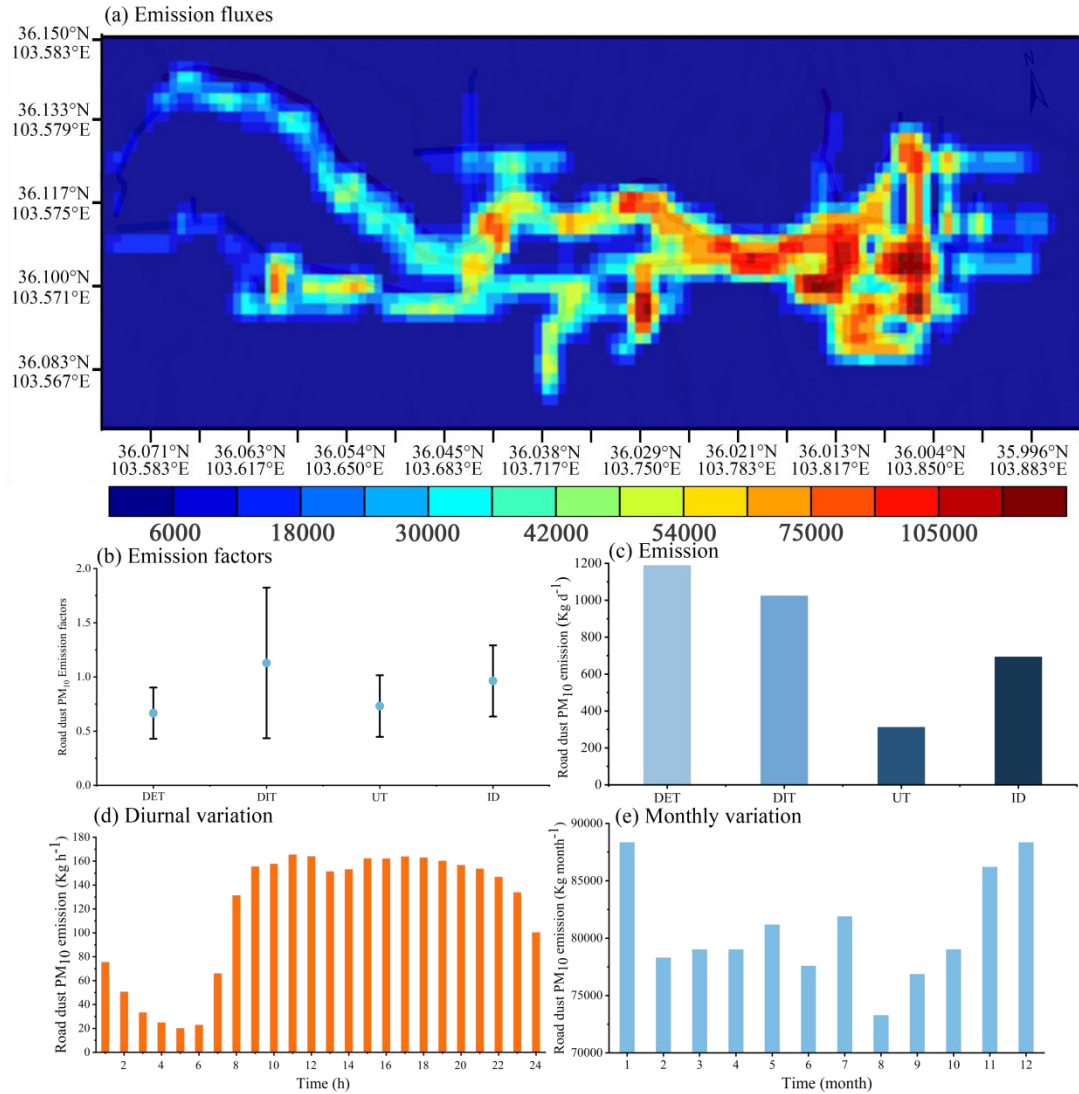 (a) Emission fluxes
36.150°N
103.583°E
36.133°N
103.579°E
36.117°N
103.575°E
36.100°N
103.571°E
36.083°N
103.567°E
N
36.071°N 36.063°N 36.054°N 36.045°N 36.038°N 36.029°N 36.021°N 36.013°N 36.004°N 35.996°N
103.583°E 103.617°E 103.650°E 103.683°E 103.717°E 103.750°E 103.783°E 103.817°E 103.850°E 103.883°E
6000 18000 30000 42000 54000 75000 105000
(b) Emission factors
Road dust PM10 Emission factors
2.0
1.5
1.0
0.5
0.0
DET DIT UT ID
(c) Emission
Road dust PM10 emission (Kg d-1)
1200
1000
800
600
400
200
0
DET DIT UT ID
(d) Diurnal variation
Road dust PM10 emission (Kg h-1)
180
160
140
120
100
80
60
40
20
0
2 4 6 8 10 12 14 16 18 20 22 24
Time (h)
(e) Monthly variation
Road dust PM10 emission (Kg month-1)
90000
85000
80000
75000
70000
1 2 3 4 5 6 7 8 9 10 11 12
Time (month)